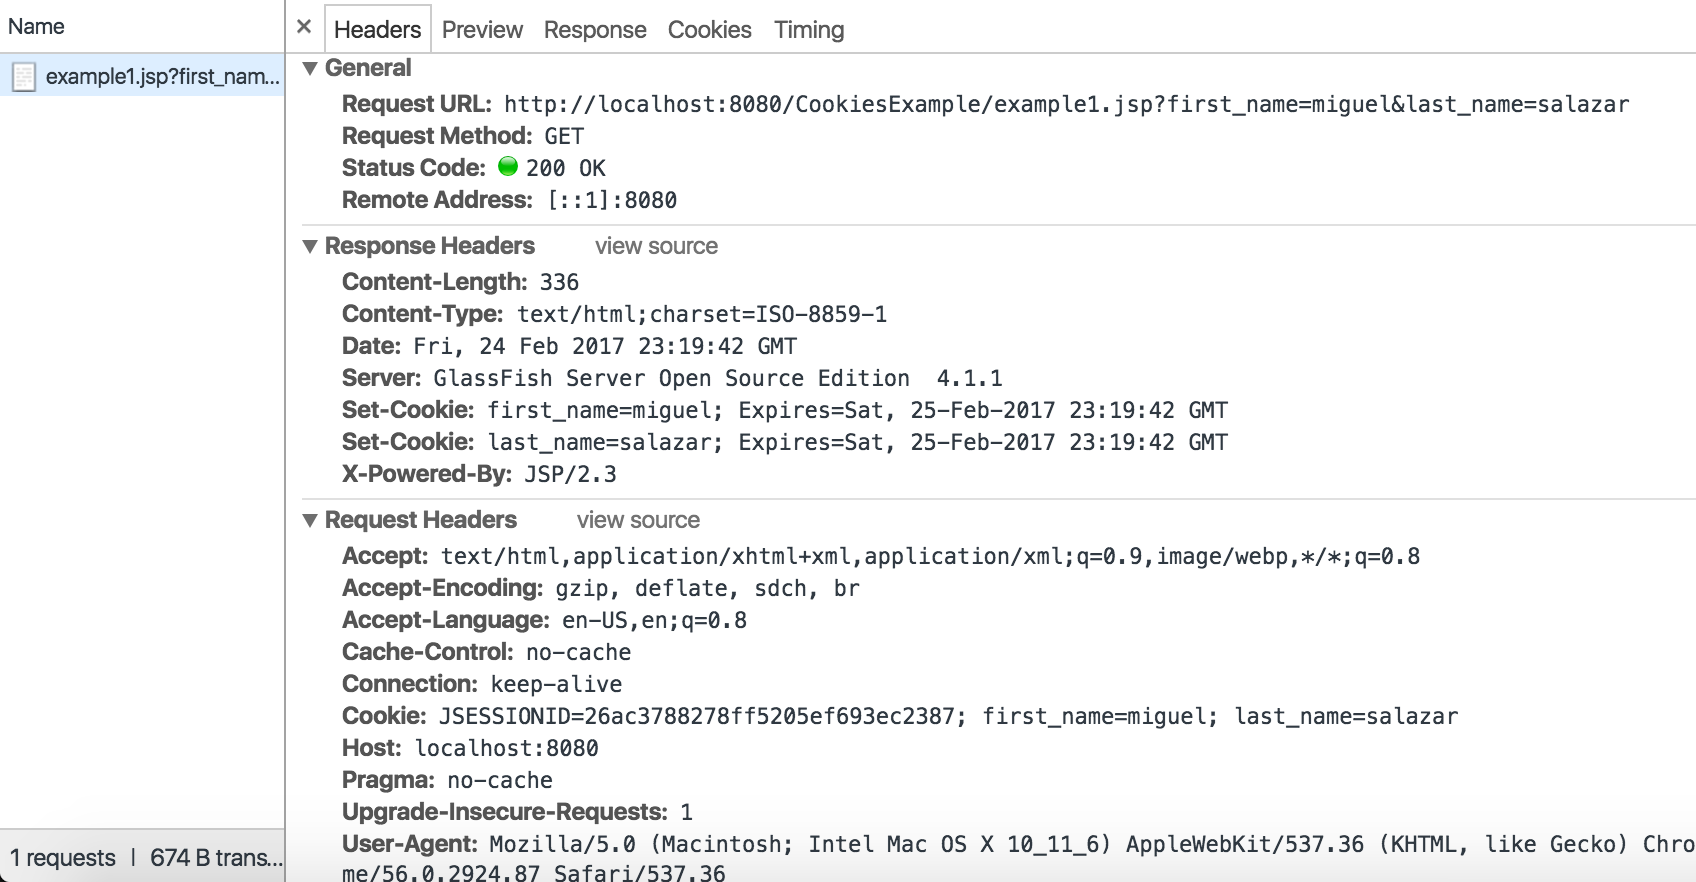 Name
example1.jsp?first_nam...
1 requests | 674 B trans...
× Headers Preview Response Cookies Timing
▼ General
Request URL: http://localhost:8080/CookiesExample/example1.jsp?first_name=miguel&last_name=salazar
Request Method: GET
Status Code: 200 OK
Remote Address: [::1]:8080
▼ Response Headers view source
Content-Length: 336
Content-Type: text/html;charset=ISO-8859-1
Date: Fri, 24 Feb 2017 23:19:42 GMT
Server: GlassFish Server Open Source Edition  4.1.1
Set-Cookie: first_name=miguel; Expires=Sat, 25-Feb-2017 23:19:42 GMT
Set-Cookie: last_name=salazar; Expires=Sat, 25-Feb-2017 23:19:42 GMT
X-Powered-By: JSP/2.3
▼ Request Headers view source
Accept: text/html,application/xhtml+xml,application/xml;q=0.9,image/webp,*/*;q=0.8
Accept-Encoding: gzip, deflate, sdch, br
Accept-Language: en-US,en;q=0.8
Cache-Control: no-cache
Connection: keep-alive
Cookie: JSESSIONID=26ac3788278ff5205ef693ec2387; first_name=miguel; last_name=salazar
Host: localhost:8080
Pragma: no-cache
Upgrade-Insecure-Requests: 1
User-Agent: Mozilla/5.0 (Macintosh; Intel Mac OS X 10_11_6) AppleWebKit/537.36 (KHTML, like Gecko) Chro
me/56.0.2924.87 Safari/537.36